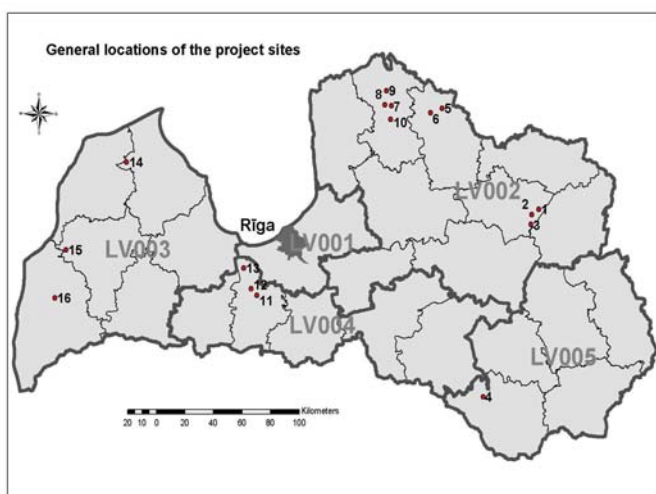 General locations of the project sites
8 9
7
10
5
6
14
LV002
2 1
3
Rīga
LV001
15
LV003
13
12
11
16
LV004
LV005
4
20 10 0 20 40 60 80 100 Kilometers